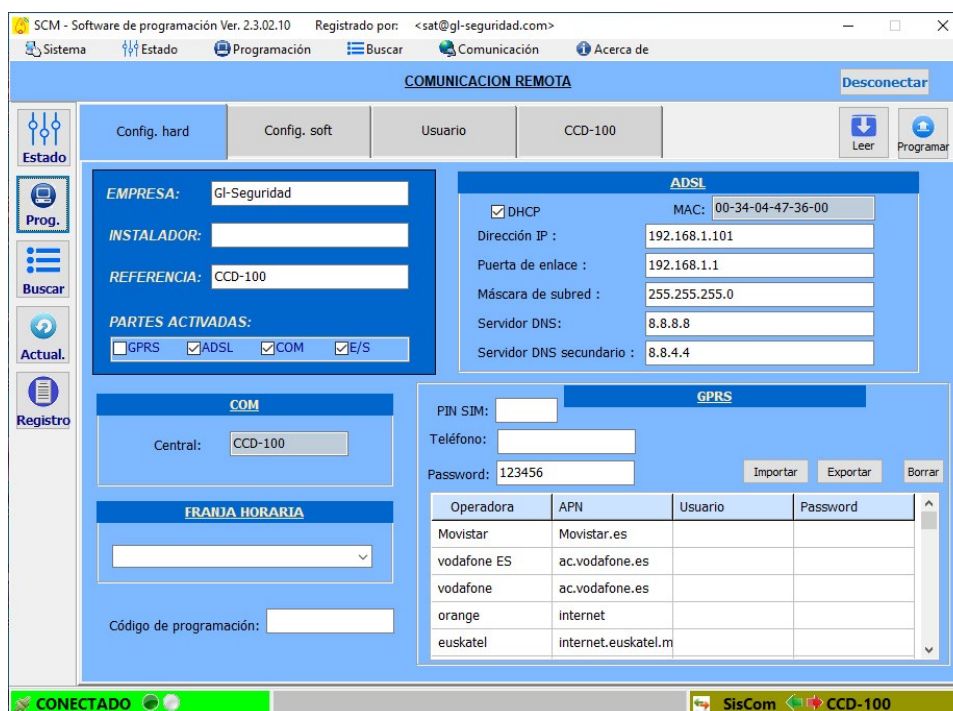 SCM - Software de programación Ver. 2.3.02.10 Registrado por: <sat@gl-seguridad.com>
Sistema Estado Programación Buscar Comunicación Acerca de
COMUNICACION REMOTA
Desconectar
Estado
Prog.
Buscar
Actual.
Registro
Config. hard Config. soft Usuario CCD-100
Leer Programar
EMPRESA: Gl-Seguridad
INSTALADOR:
REFERENCIA: CCD-100
PARTES ACTIVADAS:
GPRS ADSL COM E/S
ADSL
DHCP MAC: 00-34-04-47-36-00
Dirección IP : 192.168.1.101
Puerta de enlace : 192.168.1.1
Máscara de subred : 255.255.255.0
Servidor DNS: 8.8.8.8
Servidor DNS secundario : 8.8.4.4
COM
Central: CCD-100
FRANJA HORARIA
Código de programación:
GPRS
PIN SIM:
Teléfono:
Password: 123456
Importar Exportar Borrar
Operadora APN Usuario Password
Movistar Movistar.es
vodafone ES ac.vodafone.es
vodafone ac.vodafone.es
orange internet
euskatel internet.euskatel.m
CONECTADO
SisCom CCD-100